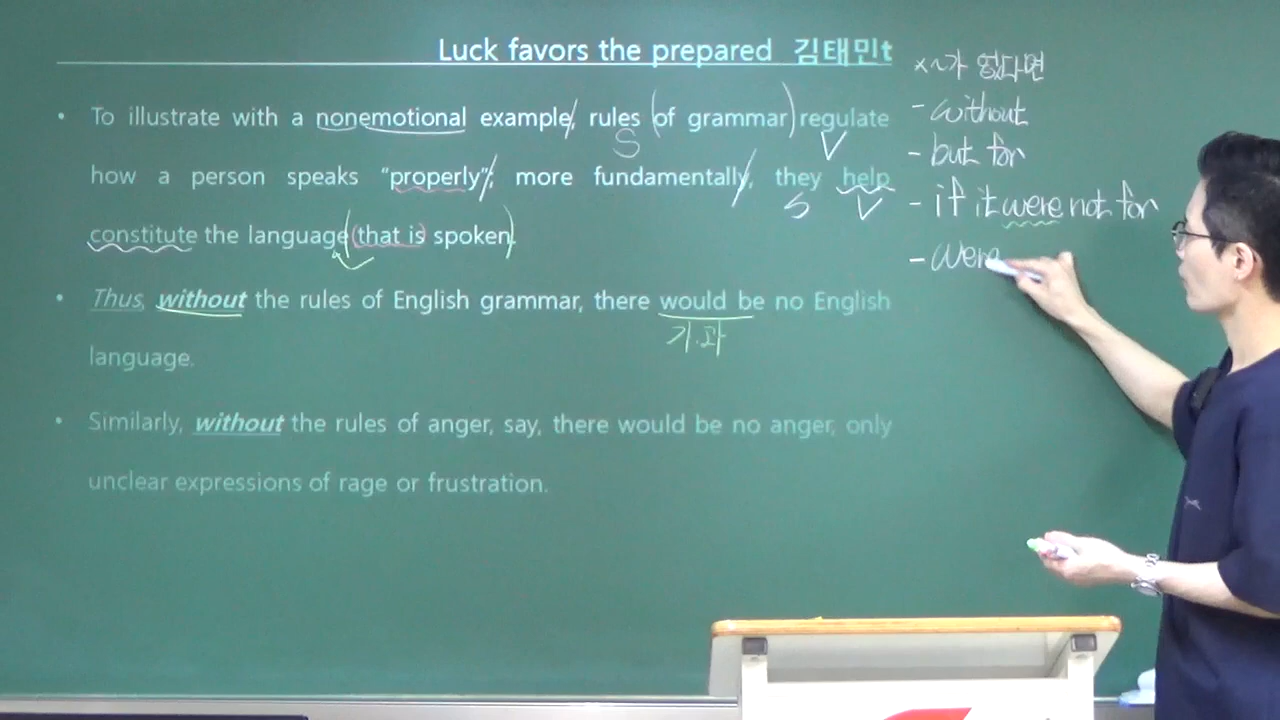 Luck favors the prepared 김태민t
• To illustrate with a nonemotional example, rules (of grammar) regulate
S V
how a person speaks “properly”; more fundamentally, they help
S V
constitute the language (that is spoken).
• Thus, without the rules of English grammar, there would be no English
가.과
language.
• Similarly, without the rules of anger, say, there would be no anger, only
unclear expressions of rage or frustration.
*~가 없다면
- without
- but for
- if it were not for
- were